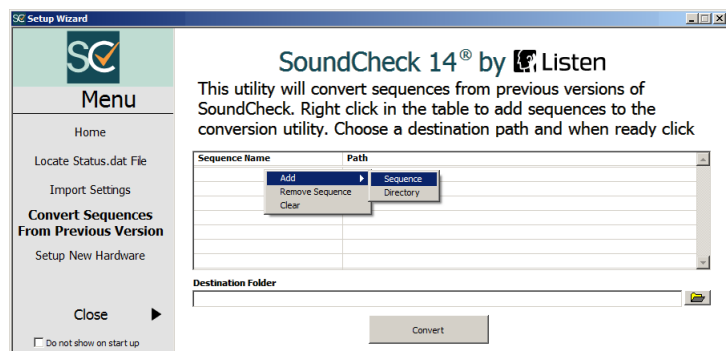 SC Setup Wizard
SC
Menu
Home
Locate Status.dat File
Import Settings
Convert Sequences
From Previous Version
Setup New Hardware
Close
Do not show on start up
SoundCheck 14® by Listen
This utility will convert sequences from previous versions of
SoundCheck. Right click in the table to add sequences to the
conversion utility. Choose a destination path and when ready click
Sequence Name Path
Add Sequence
Remove Sequence Directory
Clear
Destination Folder
Convert